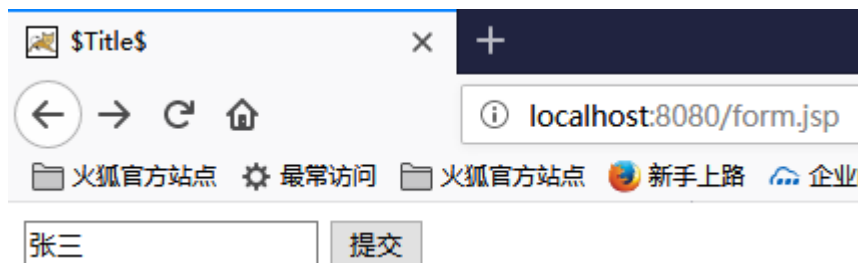 $Title$
localhost:8080/form.jsp
火狐官方站点 最常访问 火狐官方站点 新手上路 企业
张三 提交